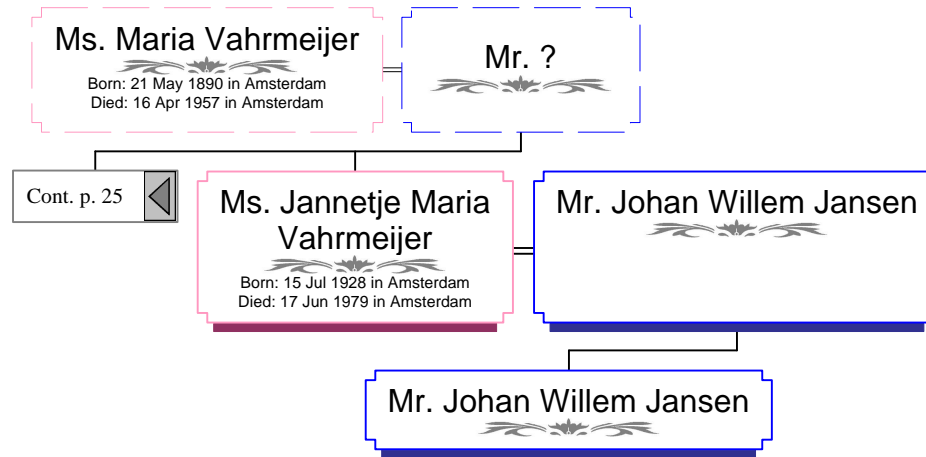 Ms. Maria Vahrmeijer
Born: 21 May 1890 in Amsterdam
Died: 16 Apr 1957 in Amsterdam
Mr. ?
Cont. p. 25
Ms. Jannetje Maria
Vahrmeijer
Born: 15 Jul 1928 in Amsterdam
Died: 17 Jun 1979 in Amsterdam
Mr. Johan Willem Jansen
Mr. Johan Willem Jansen